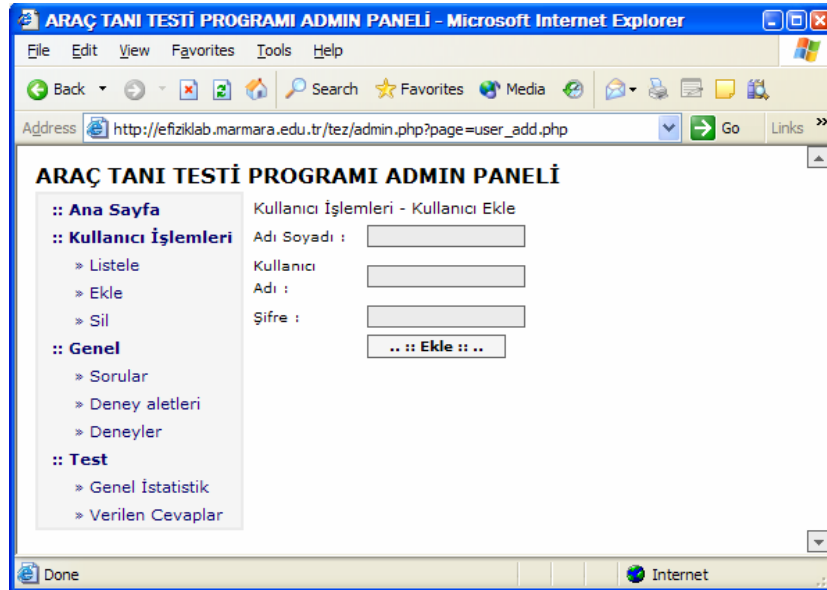 ARAÇ TANI TESTİ PROGRAMI ADMIN PANELİ - Microsoft Internet Explorer
File Edit View Favorites Tools Help
Back Search Favorites Media
Address http://efiziklab.marmara.edu.tr/tez/admin.php?page=user_add.php Go Links »
ARAÇ TANI TESTİ PROGRAMI ADMIN PANELİ
:: Ana Sayfa
:: Kullanıcı İşlemleri
» Listele
» Ekle
» Sil
:: Genel
» Sorular
» Deney aletleri
» Deneyler
:: Test
» Genel İstatistik
» Verilen Cevaplar
Kullanıcı İşlemleri - Kullanıcı Ekle
Adı Soyadı :
Kullanıcı
Adı :
Şifre :
.. :: Ekle :: ..
Done Internet